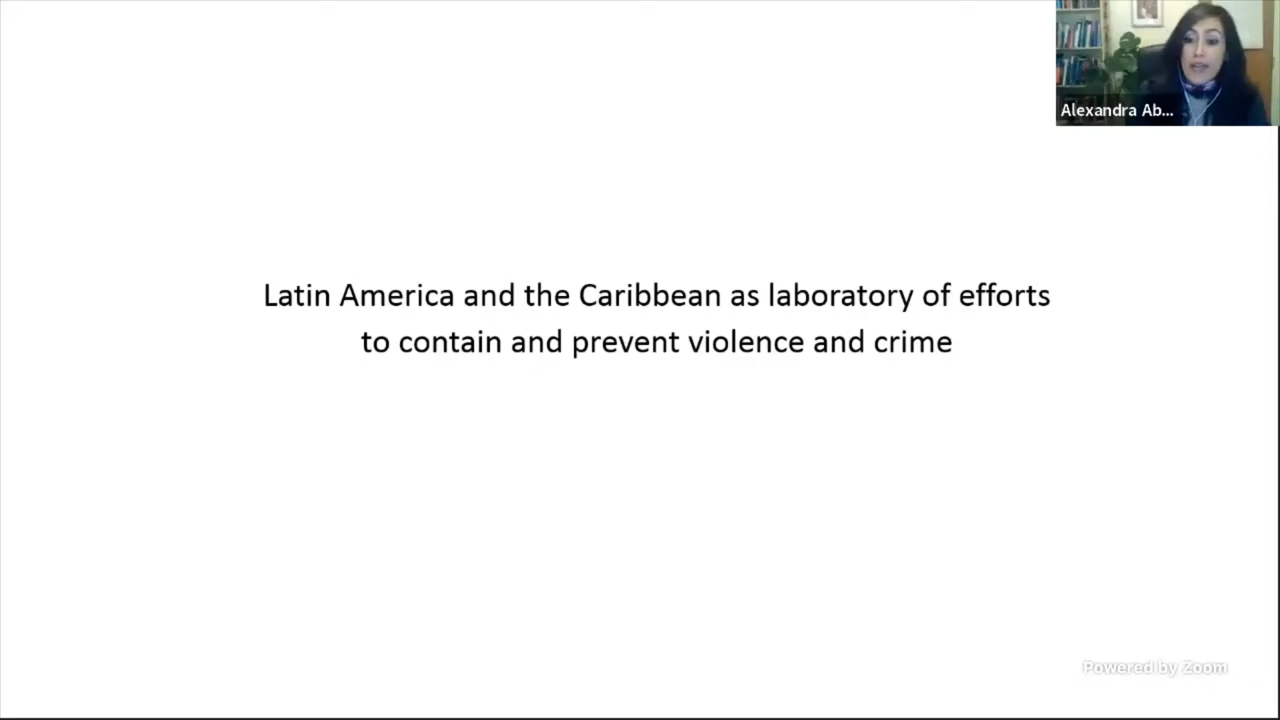 Alexandra Ab...
Latin America and the Caribbean as laboratory of efforts
to contain and prevent violence and crime
Powered by Zoom